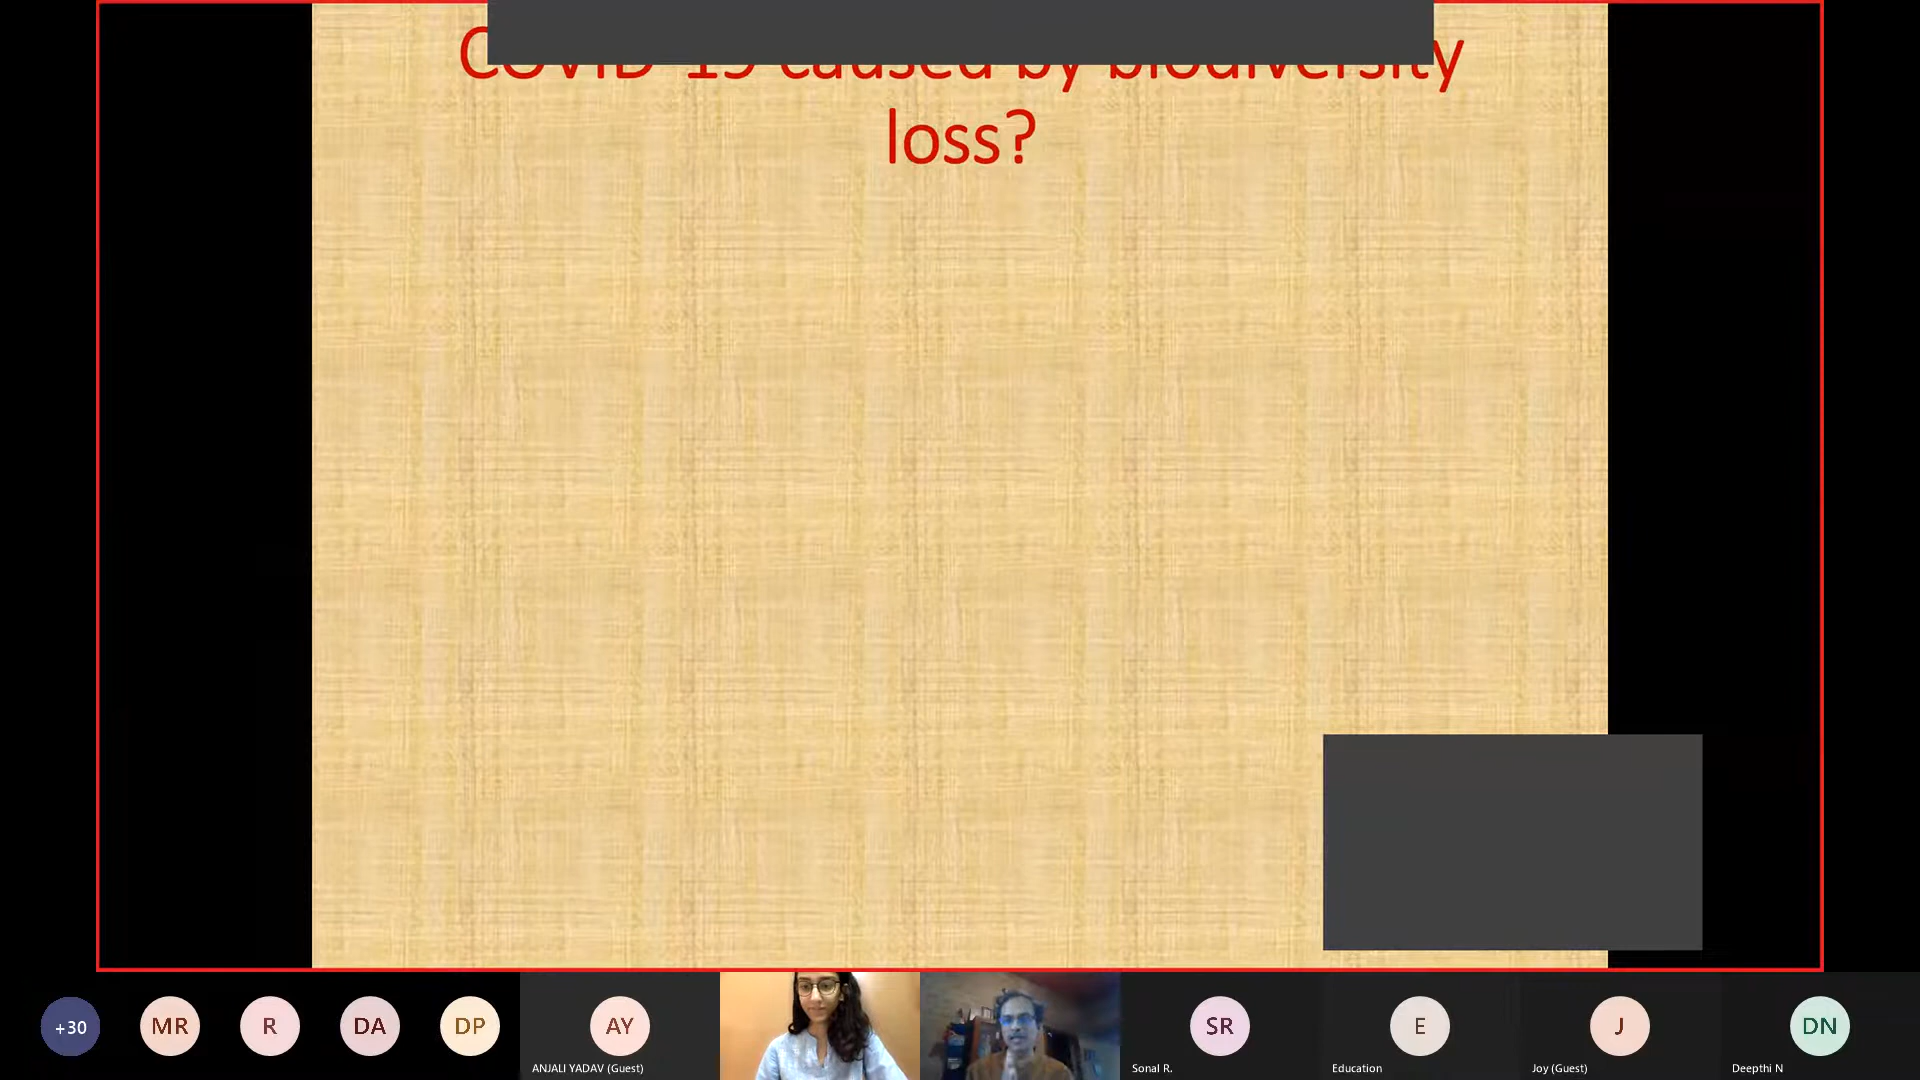 COVID-19 caused by biodiversity
loss?
+30
MR
R
DA
DP
AY
SR
E
J
DN
ANJALI YADAV (Guest)
Sonal R.
Education
Joy (Guest)
Deepthi N